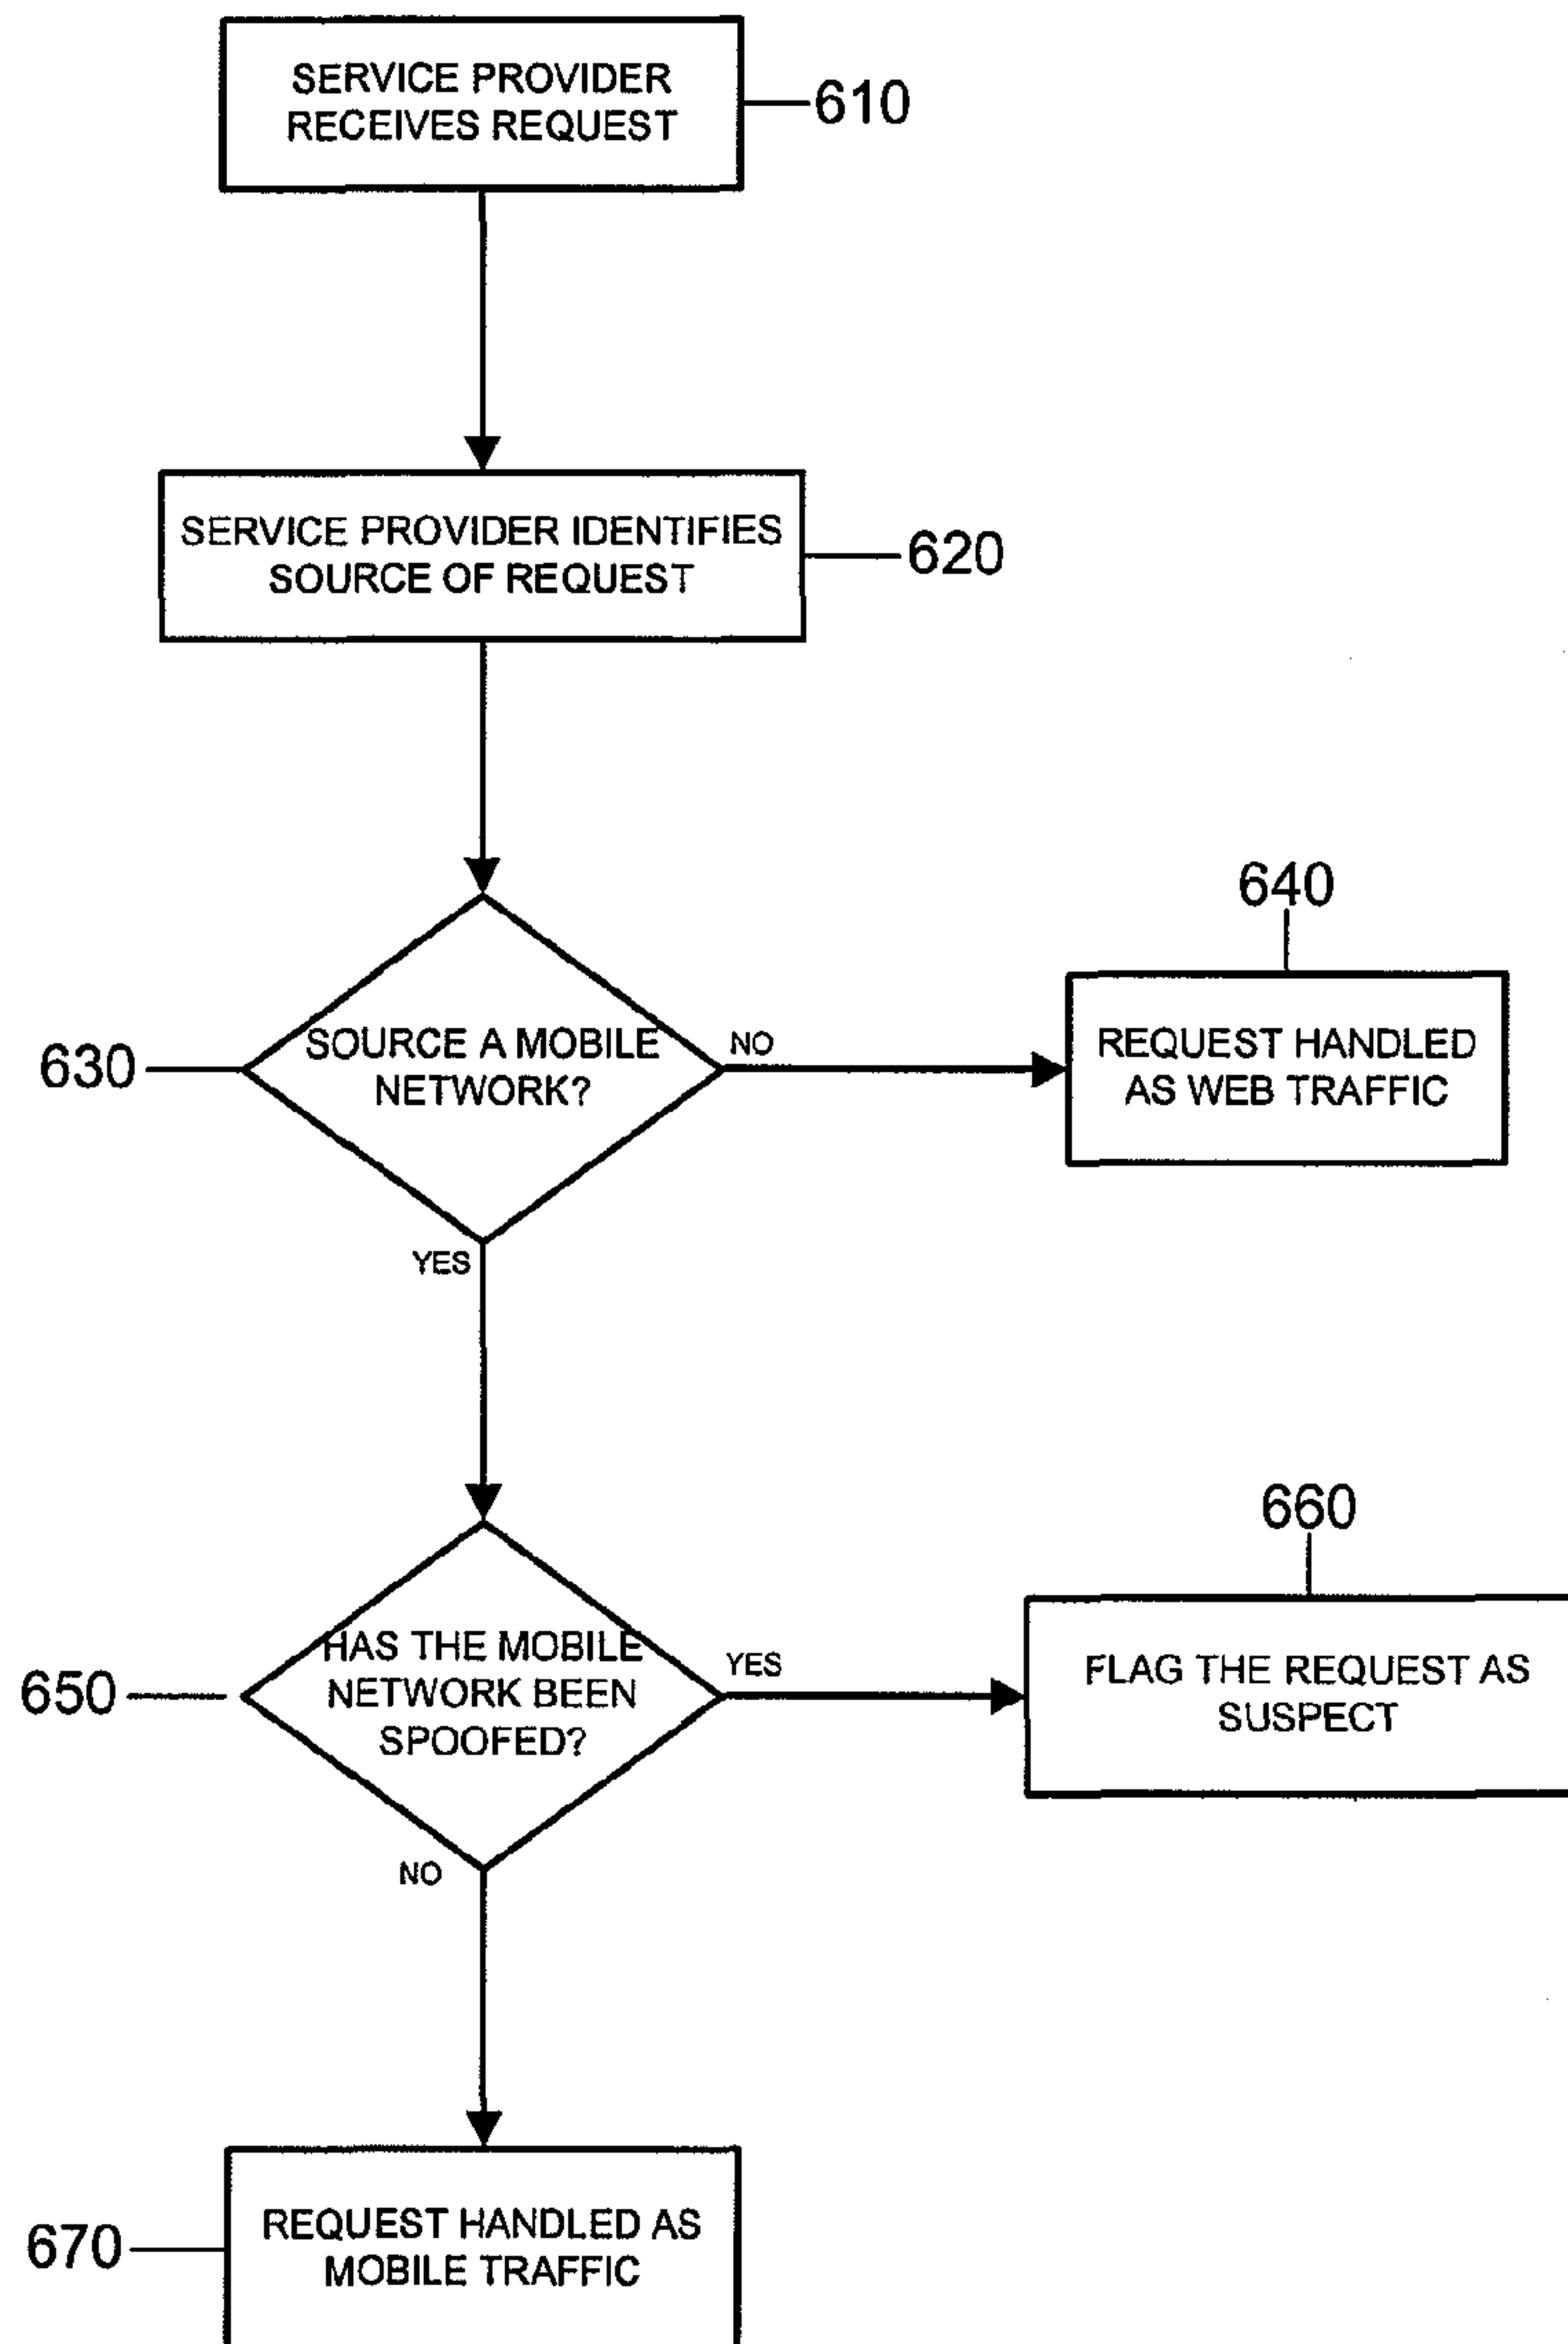 SERVICE PROVIDER
RECEIVES REQUEST
610
SERVICE PROVIDER IDENTIFIES
SOURCE OF REQUEST
620
630
SOURCE A MOBILE
NETWORK?
NO
YES
640
REQUEST HANDLED
AS WEB TRAFFIC
650
HAS THE MOBILE
NETWORK BEEN
SPOOFED?
YES
NO
660
FLAG THE REQUEST AS
SUSPECT
670
REQUEST HANDLED AS
MOBILE TRAFFIC